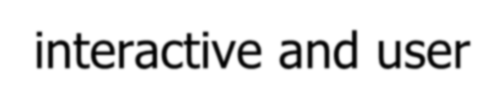 interactive and user